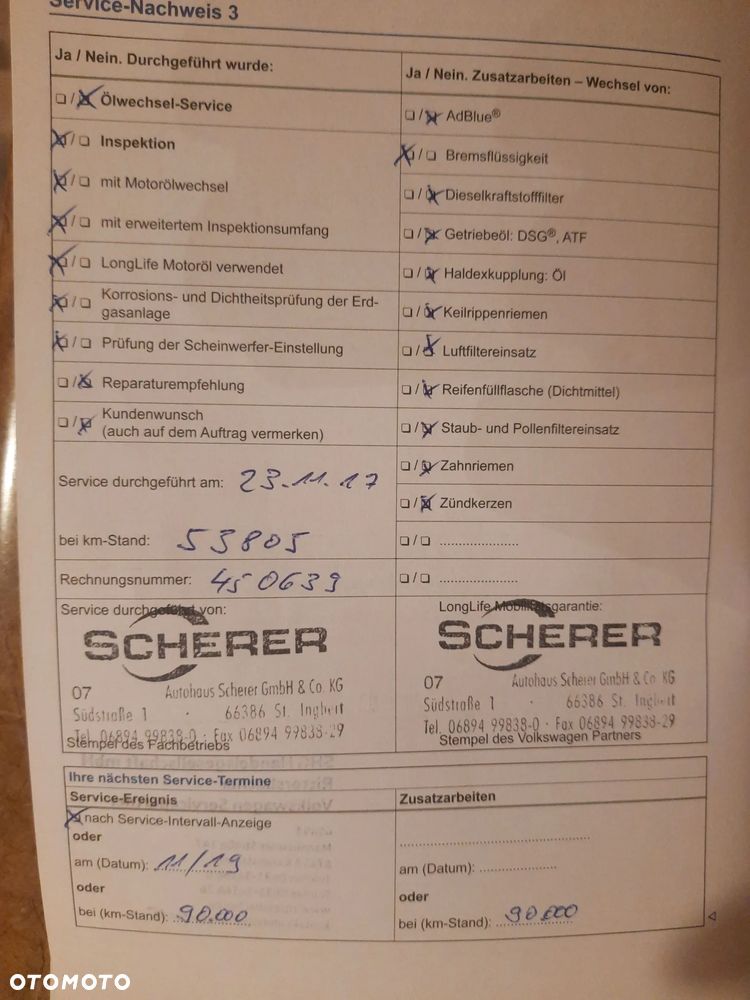 Service-Nachweis 3
Ja / Nein. Durchgeführt wurde:
☐ / ☒ Ölwechsel-Service
☒ / ☐ Inspektion
☒ / ☐ mit Motorölwechsel
☒ / ☐ mit erweitertem Inspektionsumfang
☒ / ☐ LongLife Motoröl verwendet
☒ / ☐ Korrosions- und Dichtheitsprüfung der Erd-
gasanlage
☒ / ☐ Prüfung der Scheinwerfer-Einstellung
☐ / ☒ Reparaturempfehlung
☐ / ☒ Kundenwunsch
(auch auf dem Auftrag vermerken)
Service durchgeführt am: 23.11.17
bei km-Stand: 53805
Rechnungsnummer: 450639
Service durchgeführt von:
SCHERER
07 Autohaus Scherer GmbH & Co. KG
Südstraße 1 · 66386 St. Ingbert
Tel. 06894 99838-0 · Fax 06894 99838-29
Stempel des Fachbetriebs
Ja / Nein. Zusatzarbeiten – Wechsel von:
☐ / ☒ AdBlue®
☒ / ☐ Bremsflüssigkeit
☐ / ☒ Dieselkraftstofffilter
☐ / ☒ Getriebeöl: DSG®, ATF
☐ / ☒ Haldexkupplung: Öl
☐ / ☒ Keilrippenriemen
☐ / ☒ Luftfiltereinsatz
☐ / ☒ Reifenfüllflasche (Dichtmittel)
☐ / ☒ Staub- und Pollenfiltereinsatz
☐ / ☒ Zahnriemen
☐ / ☒ Zündkerzen
☐ / ☐ ......................
☐ / ☐ ......................
LongLife Mobilitätsgarantie:
SCHERER
07 Autohaus Scherer GmbH & Co. KG
Südstraße 1 · 66386 St. Ingbert
Tel. 06894 99838-0 · Fax 06894 99838-29
Stempel des Volkswagen Partners
Ihre nächsten Service-Termine
Service-Ereignis
☒ nach Service-Intervall-Anzeige
oder
am (Datum): 11/19
oder
bei (km-Stand): 90.000
Zusatzarbeiten
am (Datum): ......................
oder
bei (km-Stand): 90.000
OTOMOTO